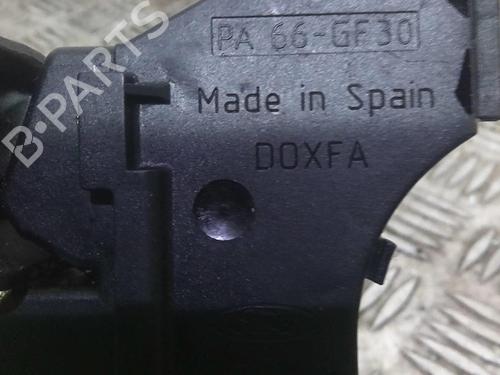 PA 66-GF30
Made in Spain
DOXFA
B-PARTS